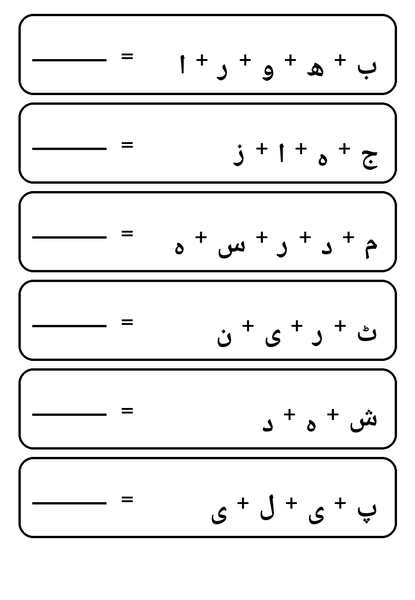 ب + ھ + و + ر + ا = ______
ج + ہ + ا + ز = ______
م + د + ر + س + ہ = ______
ٹ + ر + ی + ن = ______
ش + ہ + د = ______
پ + ی + ل + ی = ______